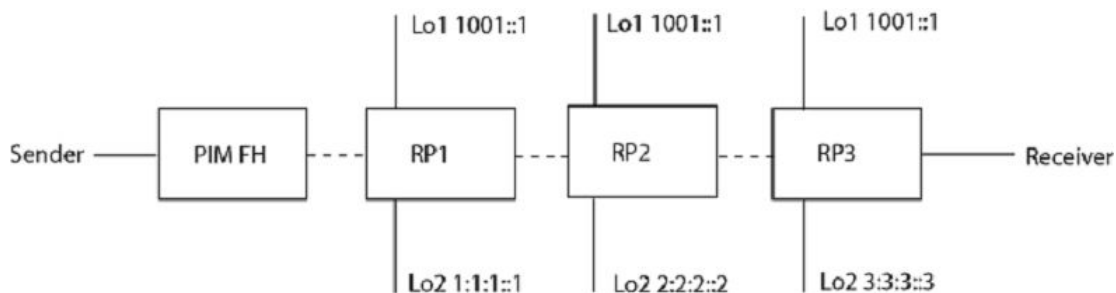 Lo1 1001::1 Lo1 1001::1 Lo1 1001::1
Sender PIM FH RP1 RP2 RP3 Receiver
Lo2 1:1:1::1 Lo2 2:2:2::2 Lo2 3:3:3::3